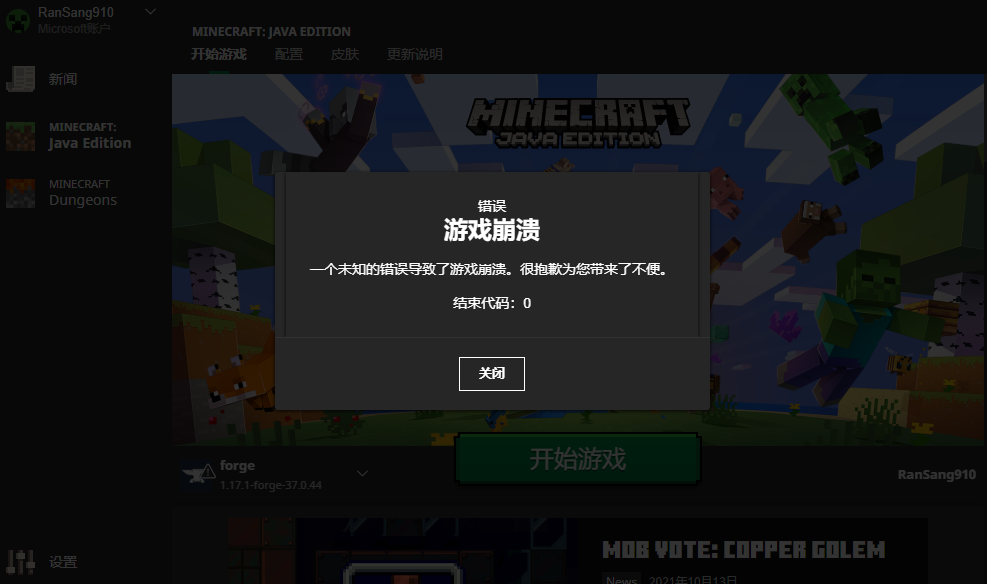 RanSang910
Microsoft账户
新闻
MINECRAFT:
Java Edition
MINECRAFT
Dungeons
设置
MINECRAFT: JAVA EDITION
开始游戏 配置 皮肤 更新说明
MINECRAFT
JAVA EDITION
错误
游戏崩溃
一个未知的错误导致了游戏崩溃。很抱歉为您带来了不便。
结束代码：0
关闭
forge
1.17.1-forge-37.0.44
开始游戏
RanSang910
MOB VOTE: COPPER GOLEM
News 2021年10月13日